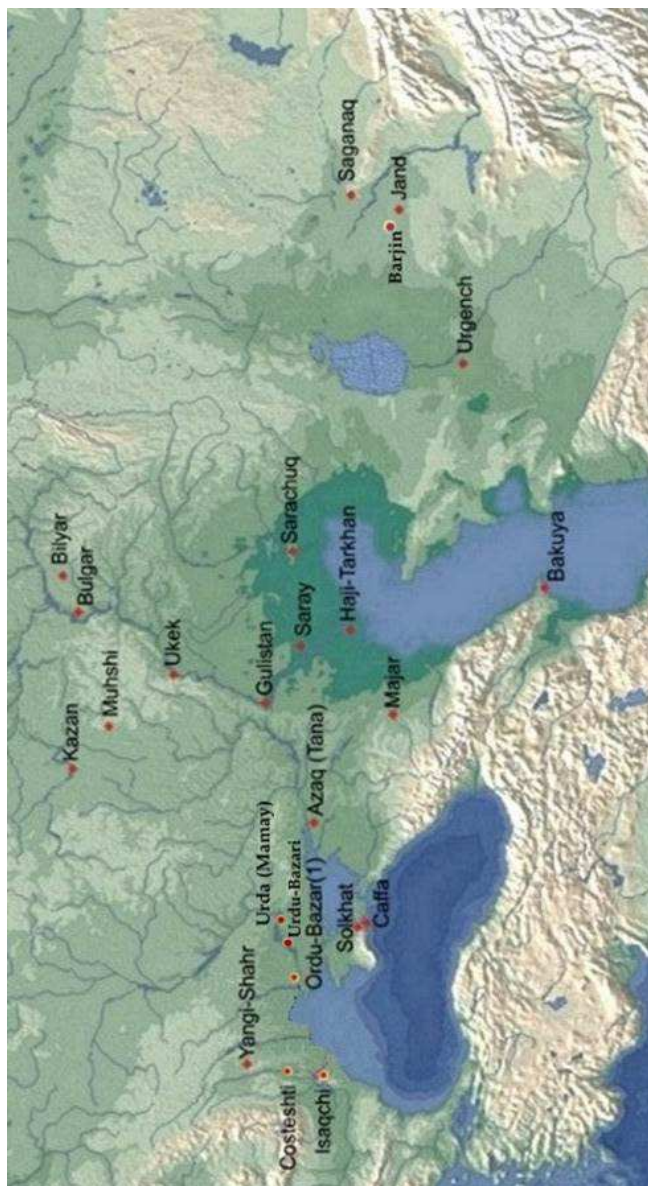 Kazan
Bilyar
Bulgar
Muhshi
Ukek
Yangi-Shahr
Gulistan
Urda (Mamay)
Urdu-Bazari
Costeshti
Ordu-Bazar(1)
Sarachuq
Saray
Azaq (Tana)
Isaqchi
Haji-Tarkhan
Saganaq
Solkhat
Caffa
Majar
Barjin
Jand
Urgench
Bakuya